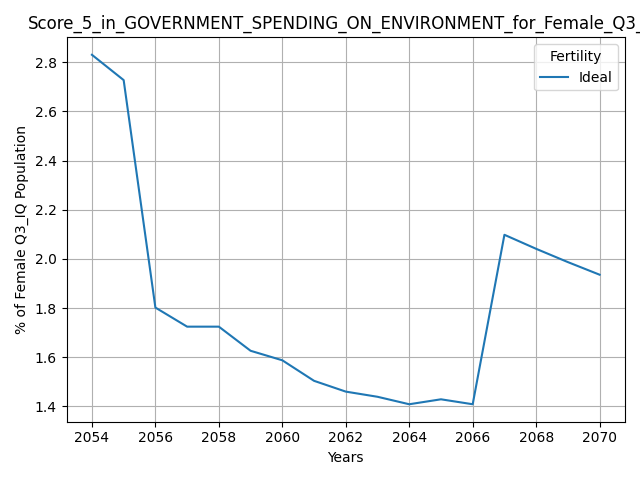 Score_5_in_GOVERNMENT_SPENDING_ON_ENVIRONMENT_for_Female_Q3_
Fertility
Ideal
2.8
2.6
2.4
2.2
2.0
1.8
1.6
1.4
% of Female Q3_IQ Population
2054 2056 2058 2060 2062 2064 2066 2068 2070
Years